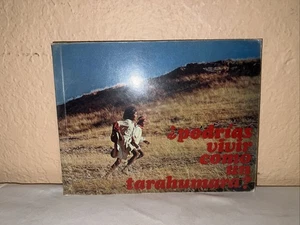 ¿podrías
vivir
como
un
tarahumara?